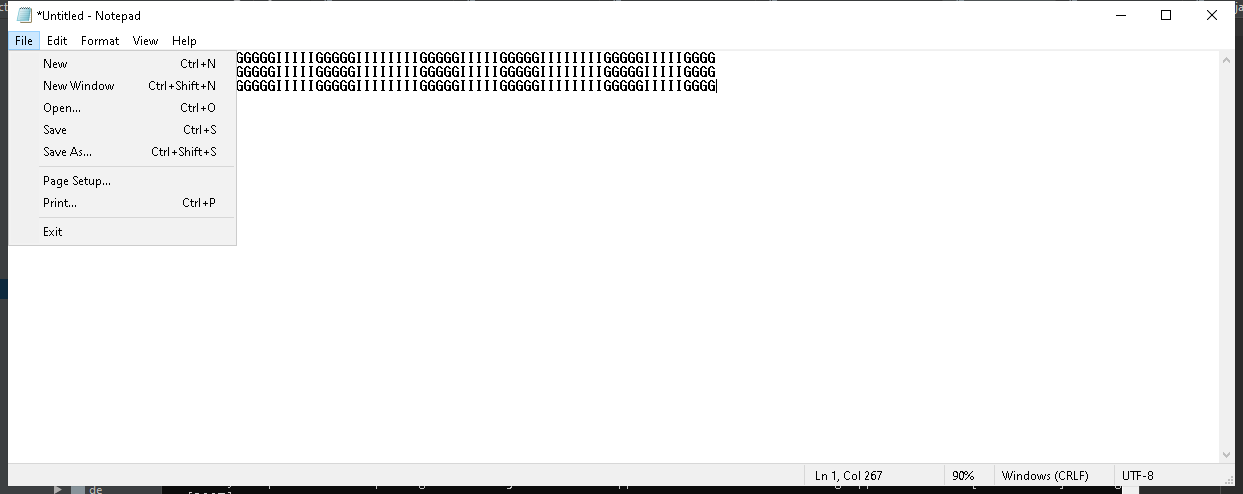 *Untitled - Notepad
File Edit Format View Help
New Ctrl+N
New Window Ctrl+Shift+N
Open... Ctrl+O
Save Ctrl+S
Save As... Ctrl+Shift+S
Page Setup...
Print... Ctrl+P
Exit
GGGGGIIIIIGGGGGIIIIIIIIGGGGGIIIIIGGGGGIIIIIIIIGGGGGIIIIIGGGG
GGGGGIIIIIGGGGGIIIIIIIIGGGGGIIIIIGGGGGIIIIIIIIGGGGGIIIIIGGGG
GGGGGIIIIIGGGGGIIIIIIIIGGGGGIIIIIGGGGGIIIIIIIIGGGGGIIIIIGGGG
Ln 1, Col 267 90% Windows (CRLF) UTF-8
de